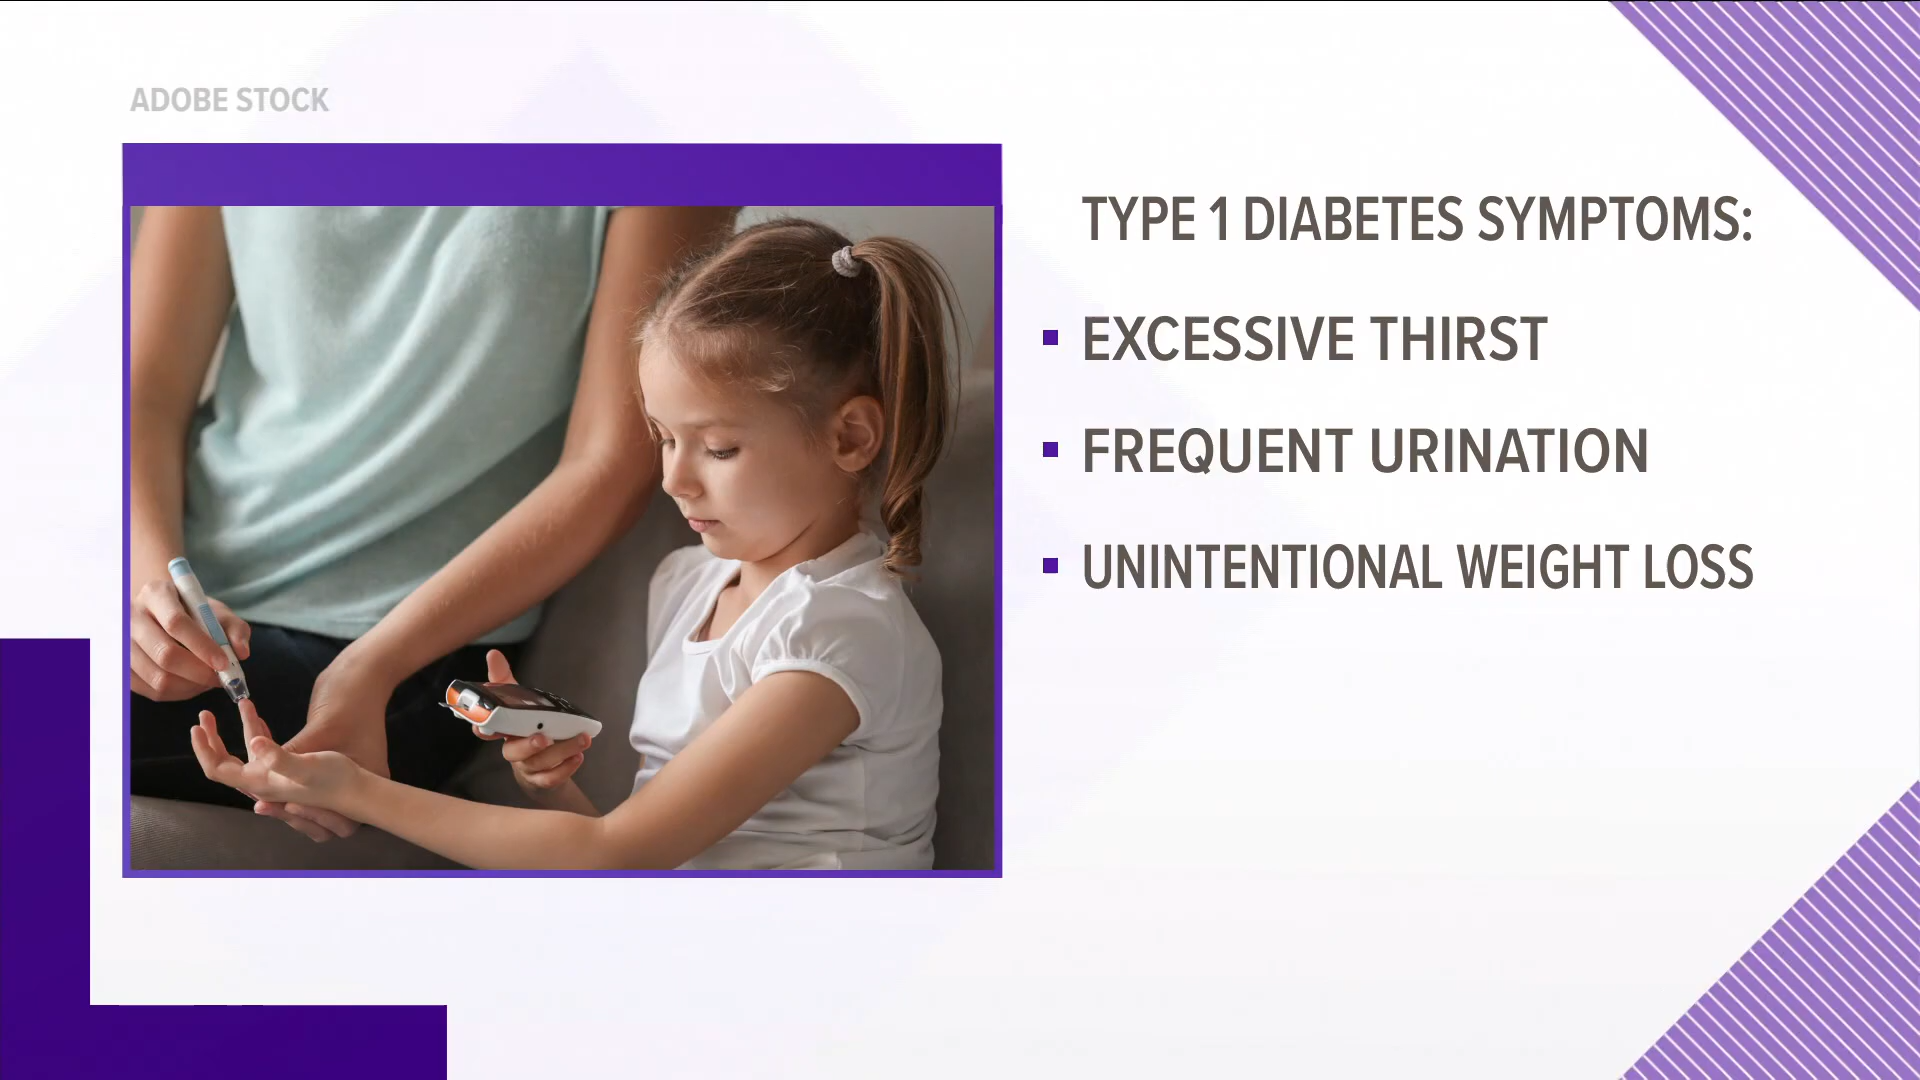 ADOBE STOCK
TYPE 1 DIABETES SYMPTOMS:
EXCESSIVE THIRST
FREQUENT URINATION
UNINTENTIONAL WEIGHT LOSS